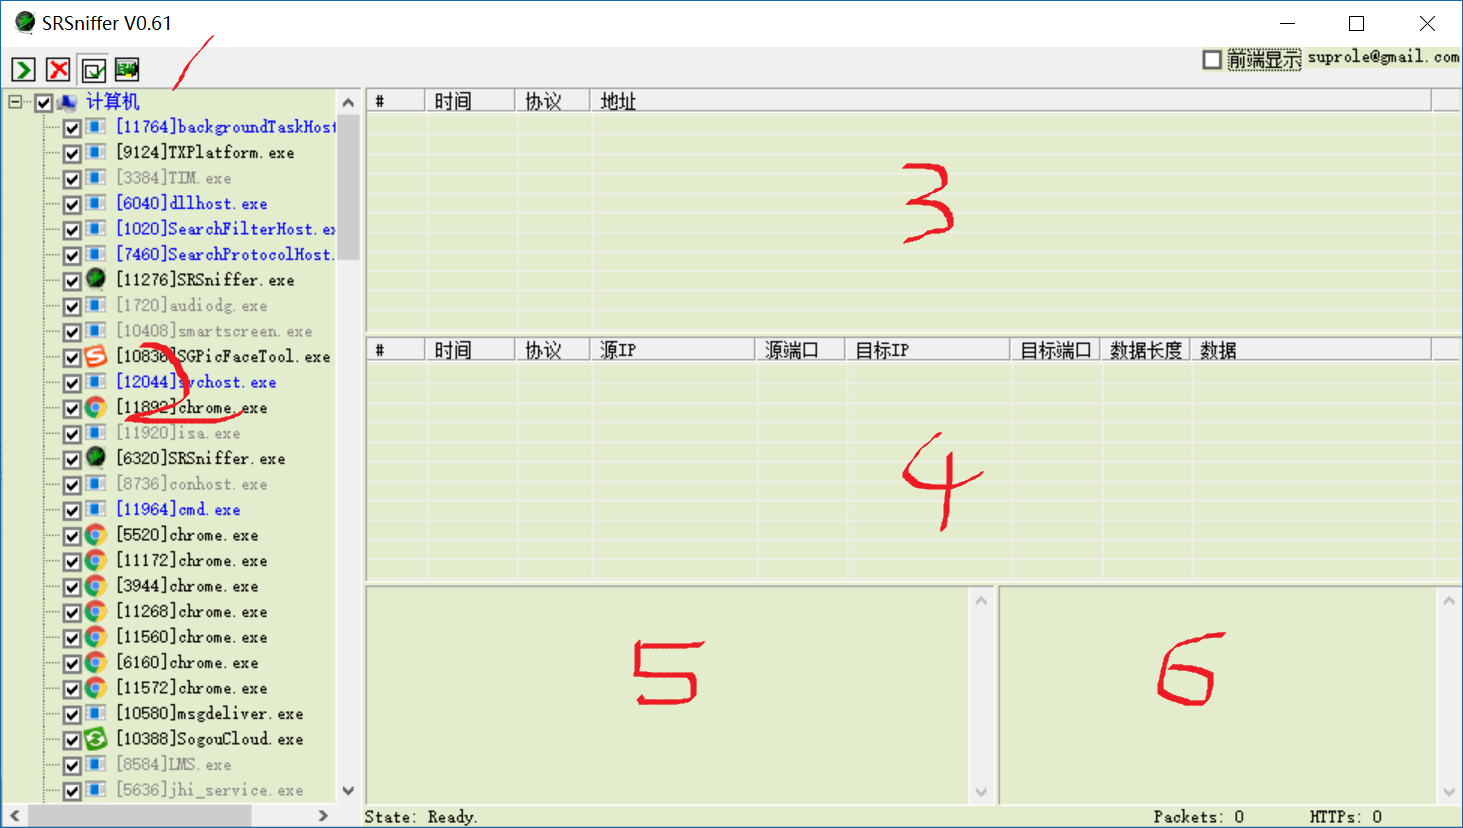 SRSniffer V0.61
1
前端显示 suprole@gmail.com
计算机
[11764]backgroundTaskHost
[9124]TXPlatform.exe
[3384]TIM.exe
[6040]dllhost.exe
[1020]SearchFilterHost.ex
[7460]SearchProtocolHost.
[11276]SRSniffer.exe
[1720]audiodg.exe
[10408]smartscreen.exe
[10836]SGPicFaceTool.exe
[12044]svchost.exe
[11892]chrome.exe
[11920]isa.exe
[6320]SRSniffer.exe
[8736]conhost.exe
[11964]cmd.exe
[5520]chrome.exe
[11172]chrome.exe
[3944]chrome.exe
[11268]chrome.exe
[11560]chrome.exe
[6160]chrome.exe
[11572]chrome.exe
[10580]msgdeliver.exe
[10388]SogouCloud.exe
[8584]LMS.exe
[5636]jhi_service.exe
2
# 时间 协议 地址
3
# 时间 协议 源IP 源端口 目标IP 目标端口 数据长度 数据
4
5
6
State: Ready. Packets: 0 HTTPs: 0